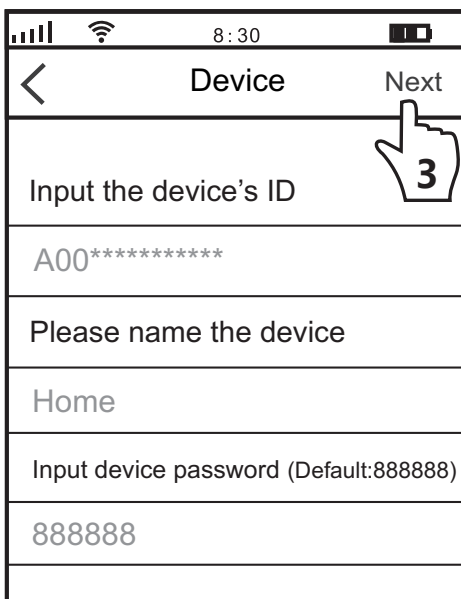 8:30
Device Next
3
Input the device's ID
A00***********
Please name the device
Home
Input device password (Default:888888)
888888